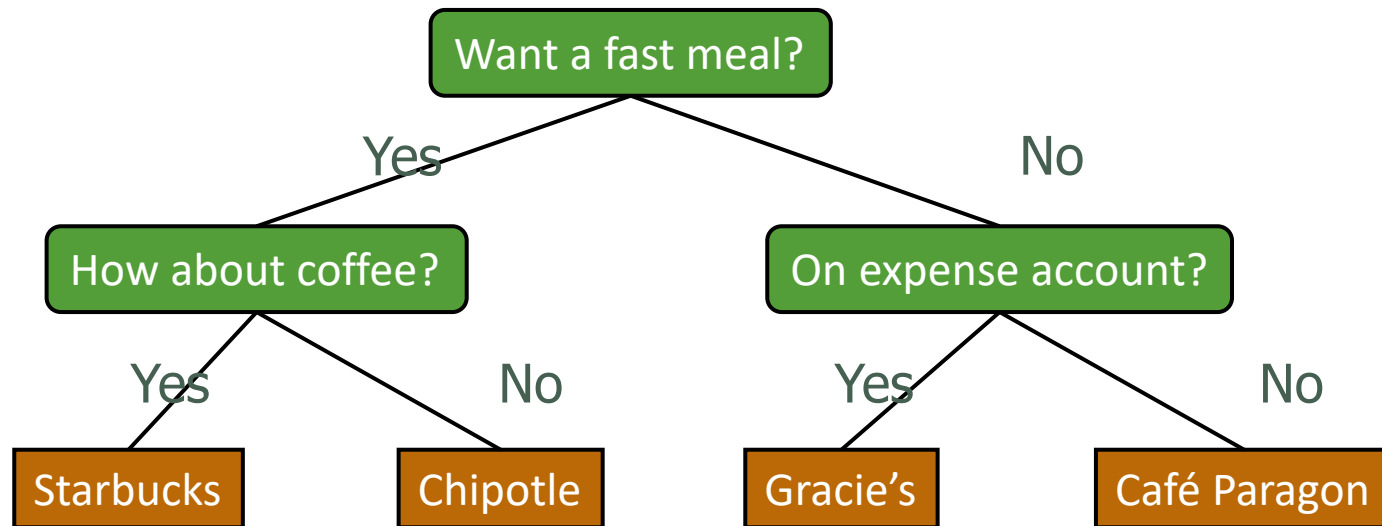 Want a fast meal?
Yes
No
How about coffee?
On expense account?
Yes
No
Yes
No
Starbucks
Chipotle
Gracie’s
Café Paragon